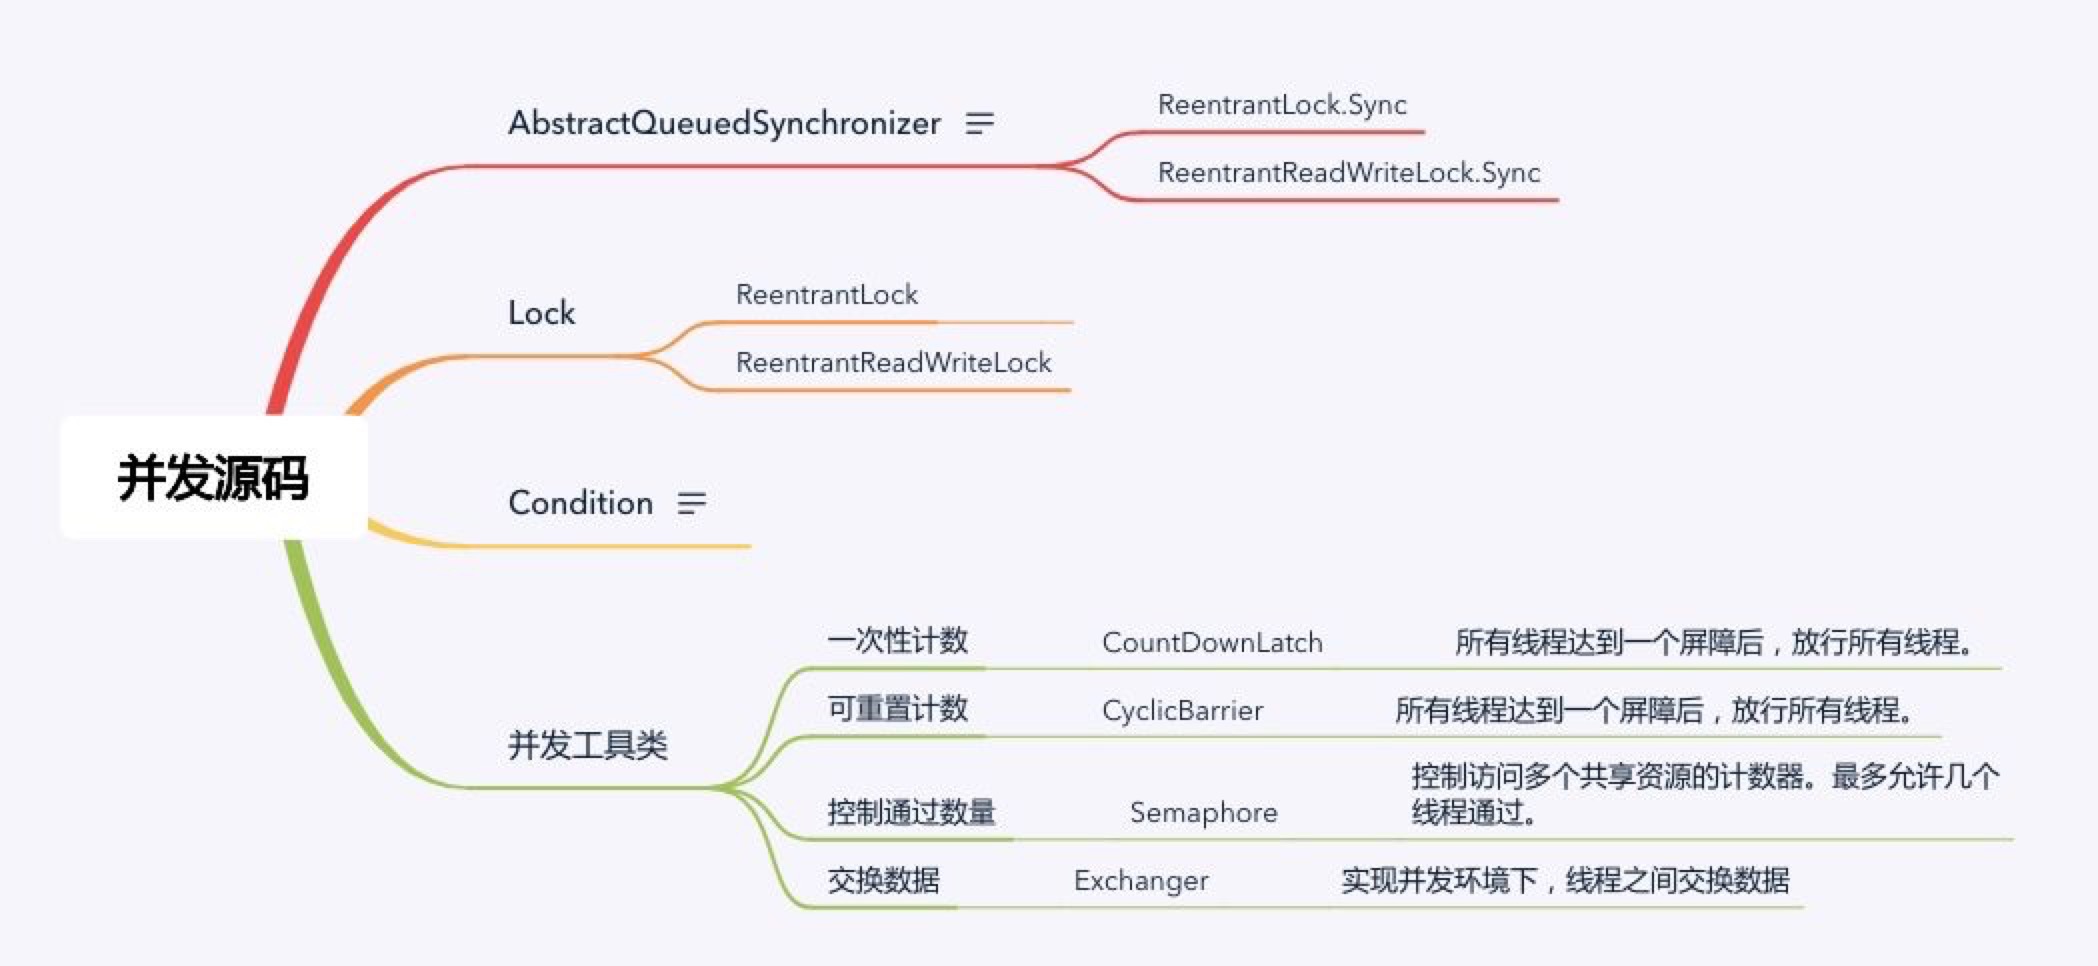 并发源码
AbstractQueuedSynchronizer
ReentrantLock.Sync
ReentrantReadWriteLock.Sync
Lock
ReentrantLock
ReentrantReadWriteLock
Condition
并发工具类
一次性计数
CountDownLatch
所有线程达到一个屏障后，放行所有线程。
可重置计数
CyclicBarrier
所有线程达到一个屏障后，放行所有线程。
控制通过数量
Semaphore
控制访问多个共享资源的计数器。最多允许几个
线程通过。
交换数据
Exchanger
实现并发环境下，线程之间交换数据